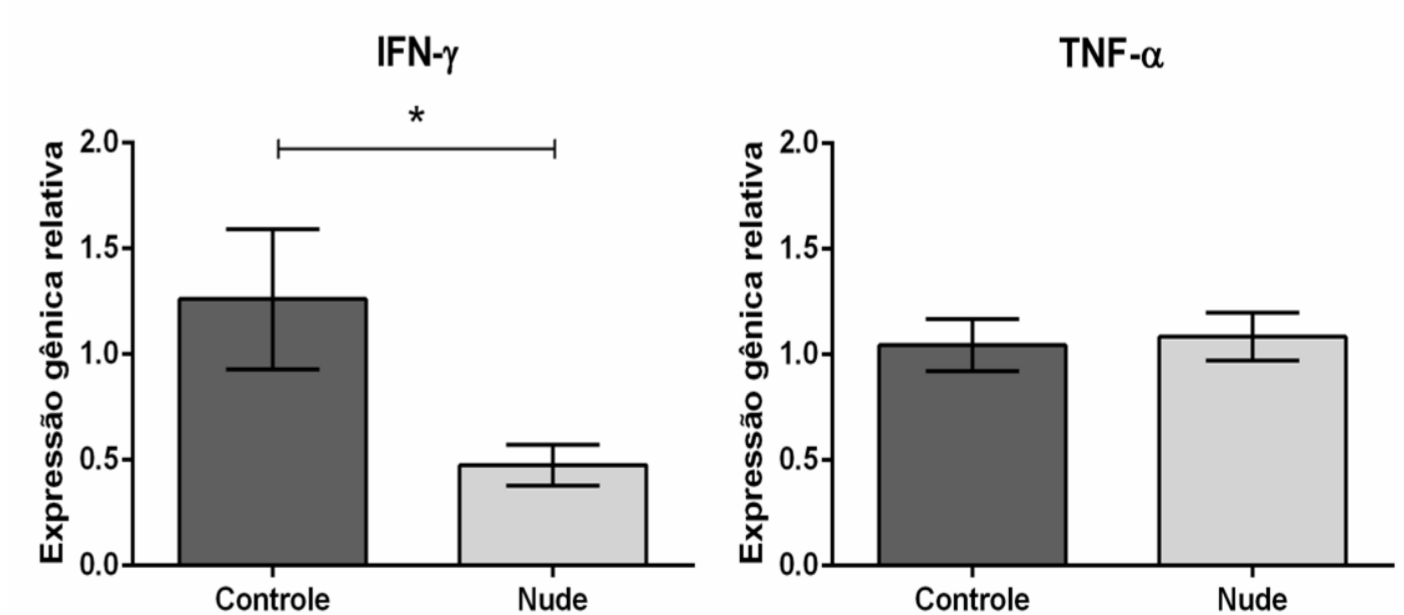 IFN-γ
*
Expressão gênica relativa
2.0
1.5
1.0
0.5
0.0
Controle Nude
TNF-α
Expressão gênica relativa
2.0
1.5
1.0
0.5
0.0
Controle Nude